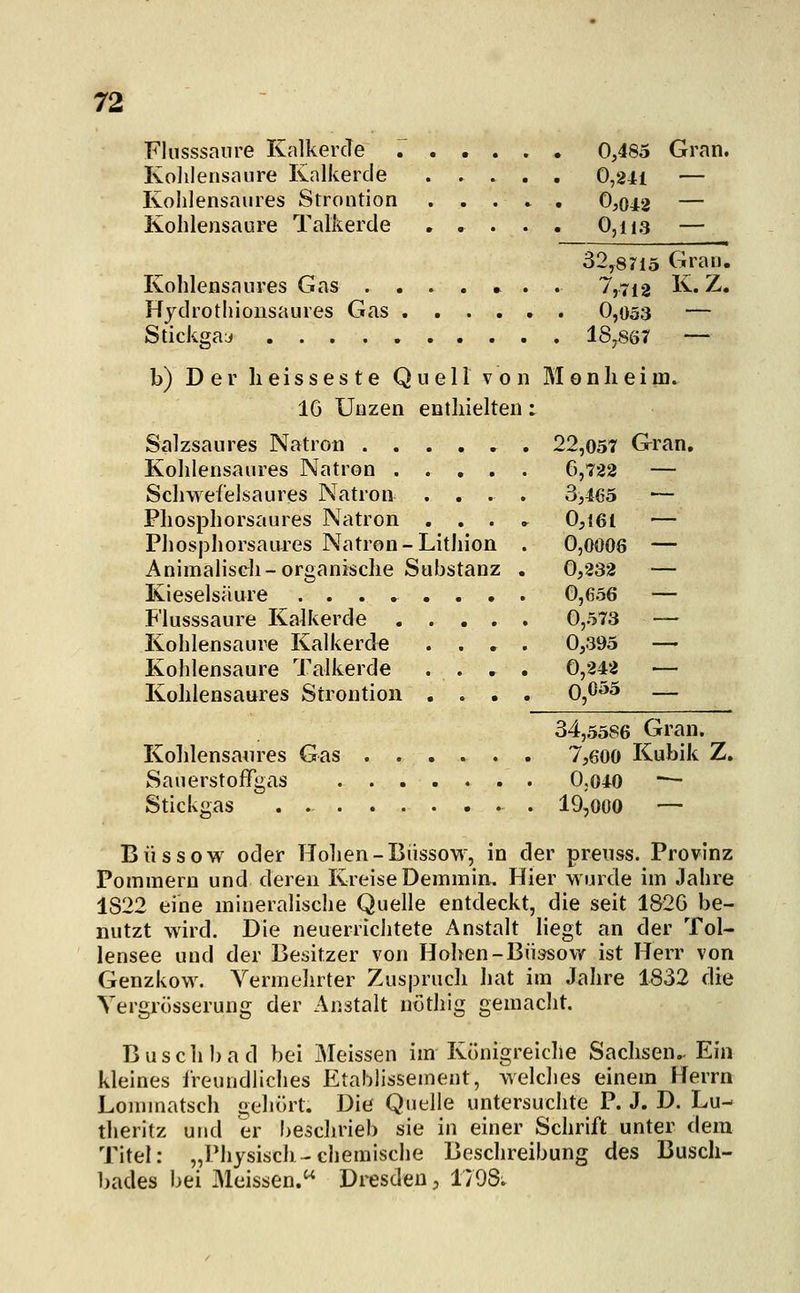 72
Flusssaure Kalkerde . . . . . . . 0,485 Gran.
Kohlensaure Kalkerde . . . . . 0,241 —
Kohlensaures Strontion . . . . . 0,042 —
Kohlensaure Talkerde . . . . . 0,113 —
32,8715 Gran.
Kohlensaures Gas . . . . . . . 7,712 K. Z.
Hydrothionsaures Gas . . . . . . 0,053 —
Stickgas . . . . . . . . . . 18,867 —
b) Der heisseste Quell von Monheim.
16 Unzen enthielten:
Salzsaures Natron . . . . . . 22,057 Gran.
Kohlensaures Natron . . . . . 6,722 —
Schwefelsaures Natron . . . . 3,465 —
Phosphorsaures Natron . . . . 0,161 —
Phosphorsaures Natron-Lithion . 0,0006 —
Animalisch-organische Substanz . 0,232 —
Kieselsäure . . . . . . . . . 0,656 —
Flusssaure Kalkerde . . . . . 0,573 —
Kohlensaure Kalkerde . . . . 0,395 —
Kohlensaure Talkerde . . . . 0,242 —
Kohlensaures Strontion . . . . 0,055 —
34,5586 Gran.
Kohlensaures Gas . . . . . . 7,600 Kubik Z.
Sauerstoffgas . . . . . . . 0,040 —
Stickgas . . . . . . . . . . 19,000 —
Büssow oder Hohen-Büssow, in der preuss. Provinz
Pommern und deren Kreise Demmin. Hier wurde im Jahre
1822 eine mineralische Quelle entdeckt, die seit 1826 be-
nutzt wird. Die neuerrichtete Anstalt liegt an der Tol-
lensee und der Besitzer von Hohen-Büssow ist Herr von
Genzkow. Vermehrter Zuspruch hat im Jahre 1832 die
Vergrösserung der Anstalt nöthig gemacht.
Buschbad bei Meissen im Königreiche Sachsen. Ein
kleines freundliches Etablissement, welches einem Herrn
Lommatsch gehört. Die Quelle untersuchte P. J. D. Lu-
theritz und er beschrieb sie in einer Schrift unter dem
Titel: „Physisch-chemische Beschreibung des Busch-
bades bei Meissen.“ Dresden, 1798.